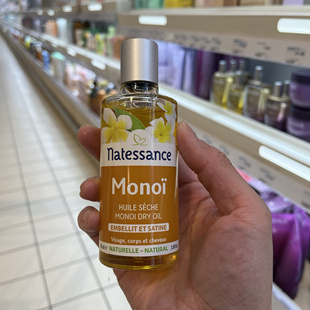 Natessance
Monoï
HUILE SÈCHE
MONOI DRY OIL
EMBELLIT ET SATINE
Visage, corps et cheveux
NATURELLE - NATURAL